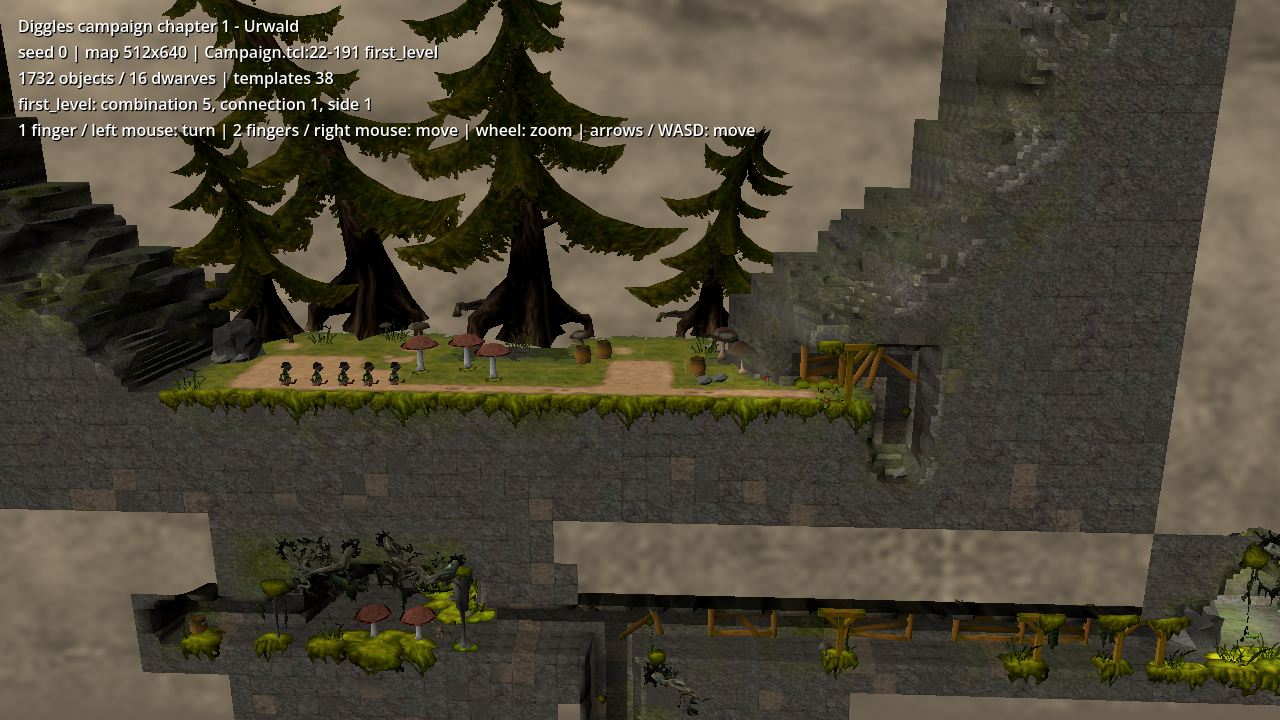 Diggles campaign chapter 1 - Urwald
seed 0 | map 512x640 | Campaign.tcl:22-191 first_level
1732 objects / 16 dwarves | templates 38
first_level: combination 5, connection 1, side 1
1 finger / left mouse: turn | 2 fingers / right mouse: move | wheel: zoom | arrows / WASD: move